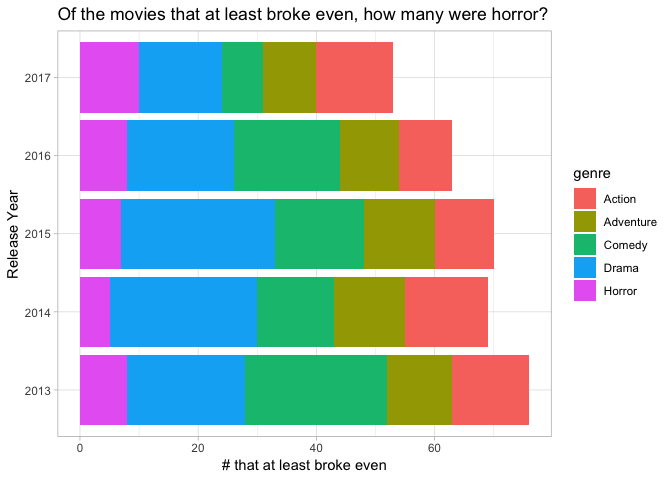 Of the movies that at least broke even, how many were horror?
Release Year
2017
2016
2015
2014
2013
0 20 40 60
# that at least broke even
genre
Action
Adventure
Comedy
Drama
Horror